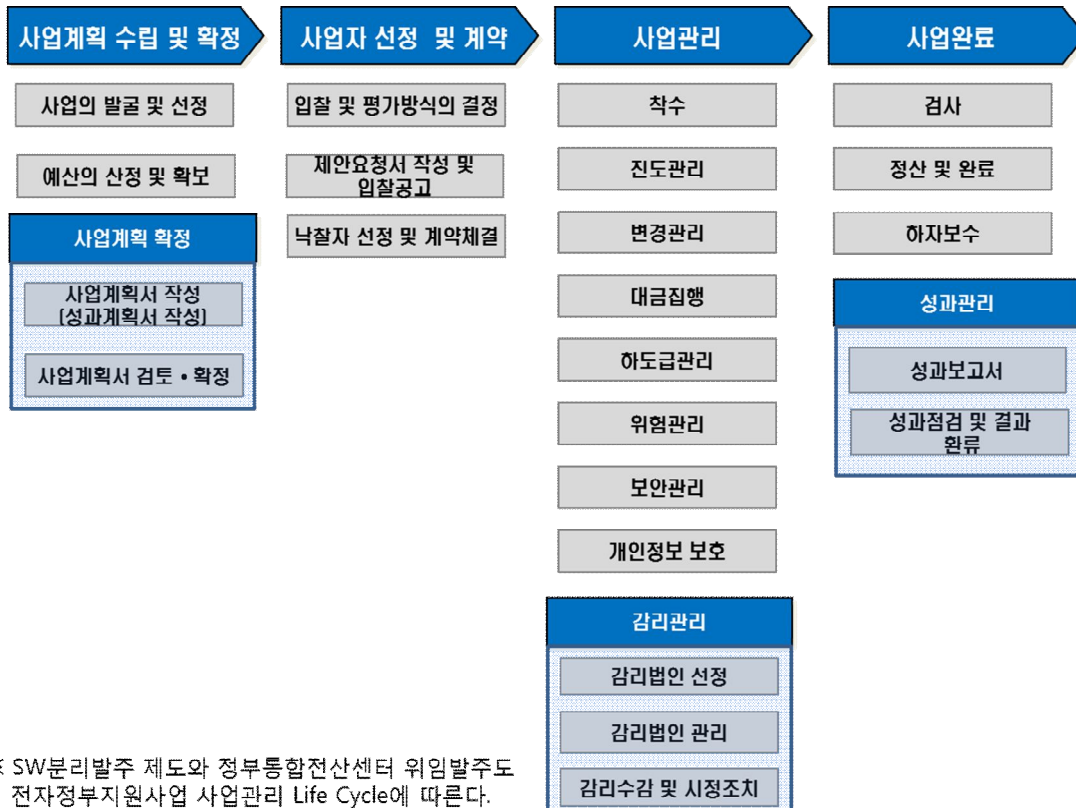 사업계획 수립 및 확정
사업의 발굴 및 선정
예산의 산정 및 확보
사업계획 확정
사업계획서 작성
(성과계획서 작성)
사업계획서 검토 • 확정
사업자 선정 및 계약
입찰 및 평가방식의 결정
제안요청서 작성 및
입찰공고
낙찰자 선정 및 계약체결
사업관리
착수
진도관리
변경관리
대금집행
하도급관리
위험관리
보안관리
개인정보 보호
감리관리
감리법인 선정
감리법인 관리
감리수감 및 시정조치
사업완료
검사
정산 및 완료
하자보수
성과관리
성과보고서
성과점검 및 결과
환류
※ SW분리발주 제도와 정부통합전산센터 위임발주도
전자정부지원사업 사업관리 Life Cycle에 따른다.